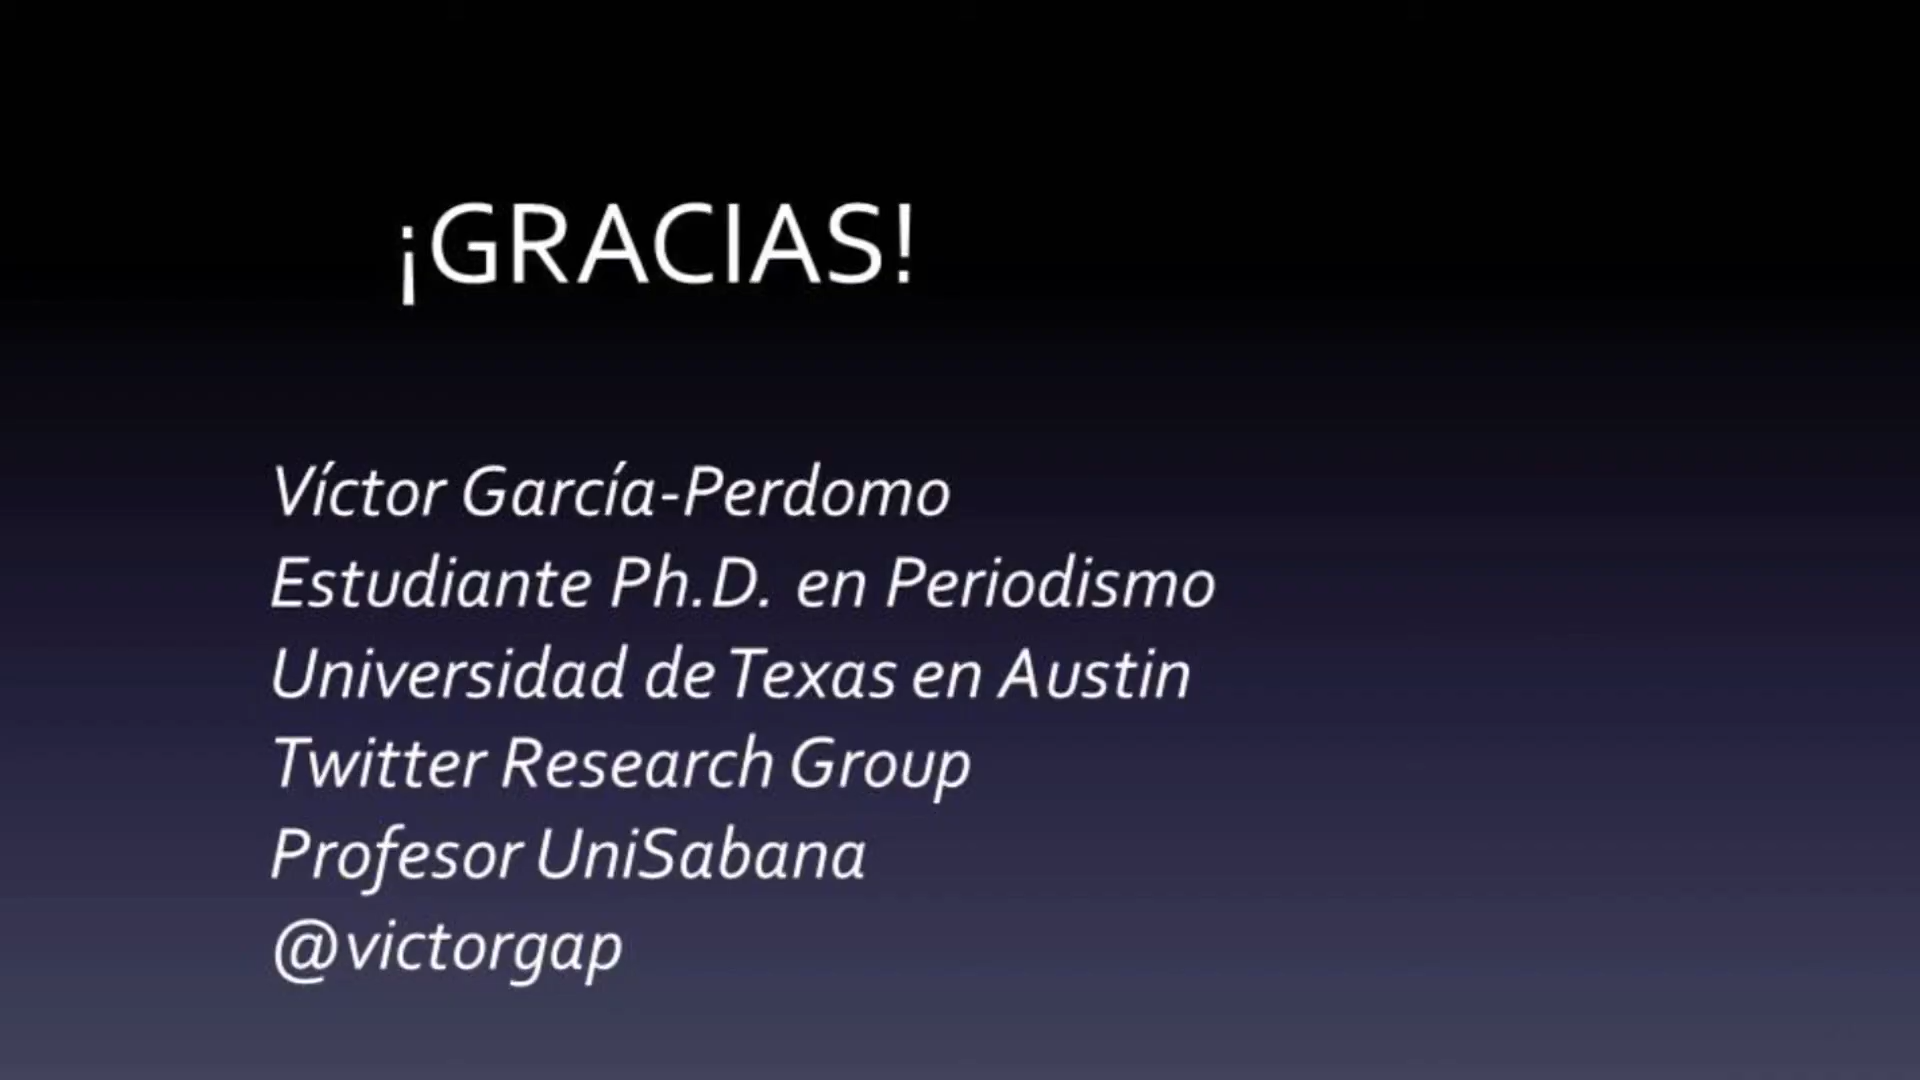 ¡GRACIAS!
Víctor García-Perdomo
Estudiante Ph.D. en Periodismo
Universidad de Texas en Austin
Twitter Research Group
Profesor UniSabana
@victorgap